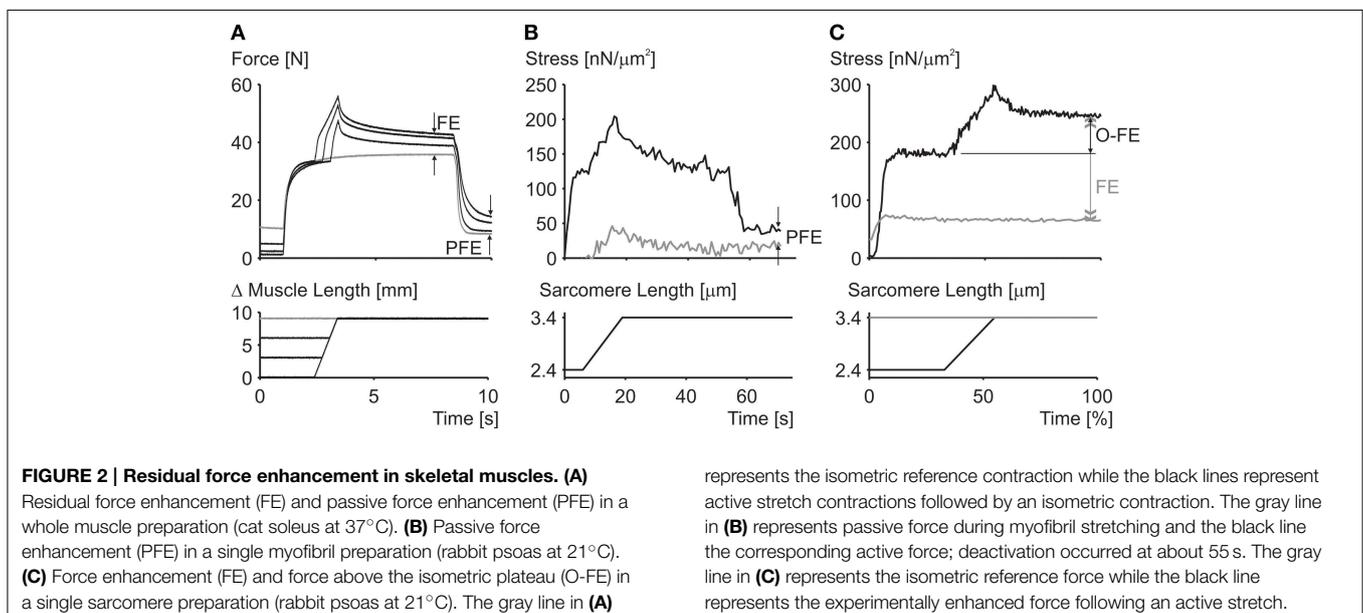 A
Force [N]
60
40
20
0
FE
PFE
Δ Muscle Length [mm]
10
5
0
0 5 10
Time [s]
B
Stress [nN/μm²]
250
200
150
100
50
0
PFE
Sarcomere Length [μm]
3.4
2.4
0 20 40 60
Time [s]
C
Stress [nN/μm²]
300
200
100
0
O-FE
FE
Sarcomere Length [μm]
3.4
2.4
0 50 100
Time [%]
FIGURE 2 | Residual force enhancement in skeletal muscles. (A)
Residual force enhancement (FE) and passive force enhancement (PFE) in a
whole muscle preparation (cat soleus at 37°C). (B) Passive force
enhancement (PFE) in a single myofibril preparation (rabbit psoas at 21°C).
(C) Force enhancement (FE) and force above the isometric plateau (O-FE) in
a single sarcomere preparation (rabbit psoas at 21°C). The gray line in (A)
represents the isometric reference contraction while the black lines represent
active stretch contractions followed by an isometric contraction. The gray line
in (B) represents passive force during myofibril stretching and the black line
the corresponding active force; deactivation occurred at about 55 s. The gray
line in (C) represents the isometric reference force while the black line
represents the experimentally enhanced force following an active stretch.